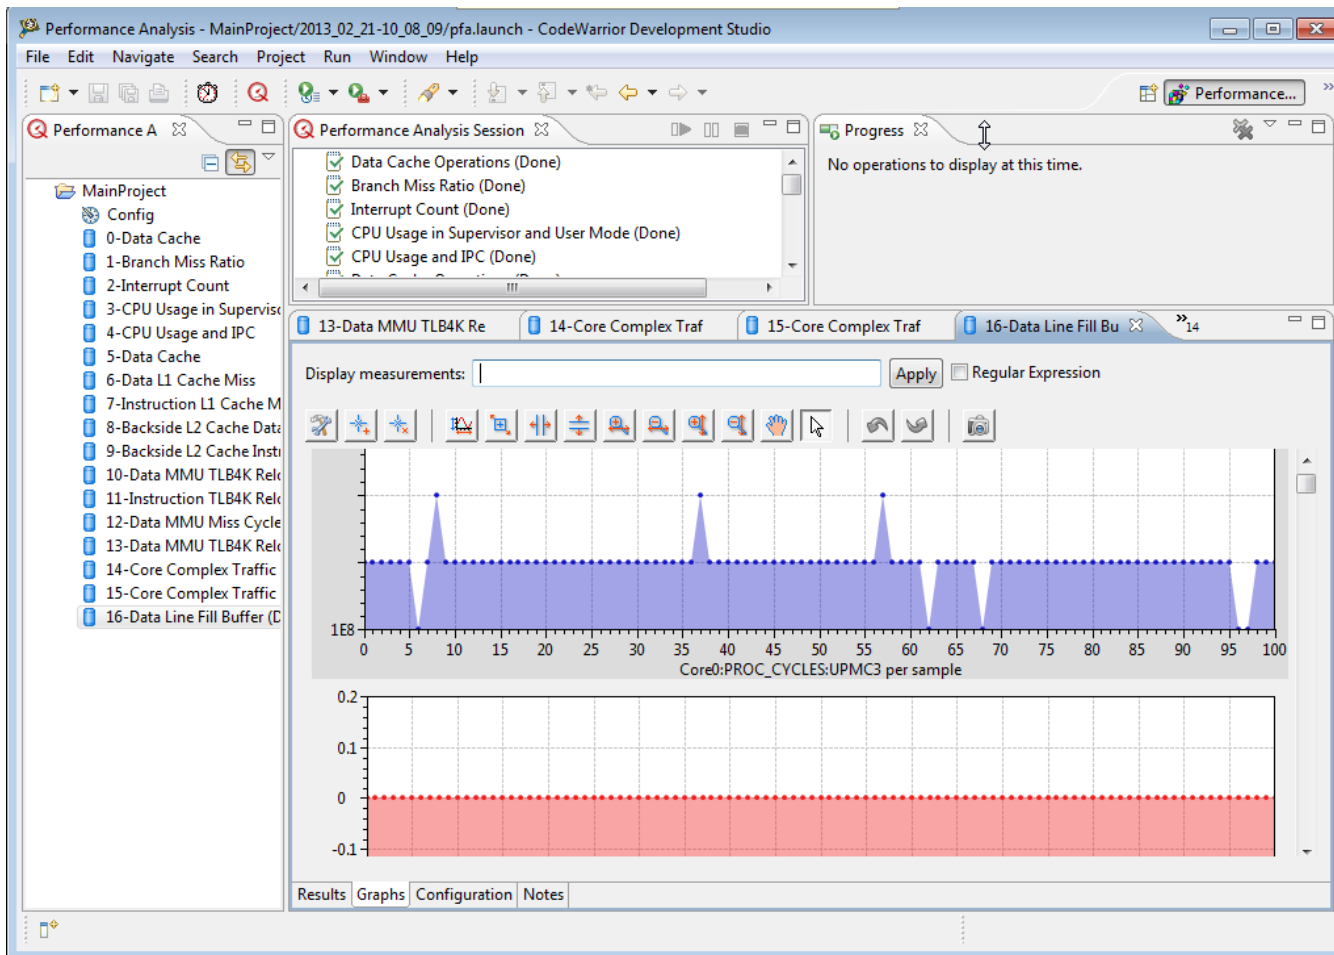 Performance Analysis - MainProject/2013_02_21-10_08_09/pfa.launch - CodeWarrior Development Studio
File Edit Navigate Search Project Run Window Help
Performance...
Performance A
MainProject
Config
0-Data Cache
1-Branch Miss Ratio
2-Interrupt Count
3-CPU Usage in Superviso
4-CPU Usage and IPC
5-Data Cache
6-Data L1 Cache Miss
7-Instruction L1 Cache M
8-Backside L2 Cache Data
9-Backside L2 Cache Instr
10-Data MMU TLB4K Relo
11-Instruction TLB4K Relo
12-Data MMU Miss Cycle
13-Data MMU TLB4K Relo
14-Core Complex Traffic
15-Core Complex Traffic
16-Data Line Fill Buffer (D
Performance Analysis Session
Data Cache Operations (Done)
Branch Miss Ratio (Done)
Interrupt Count (Done)
CPU Usage in Supervisor and User Mode (Done)
CPU Usage and IPC (Done)
Progress
No operations to display at this time.
13-Data MMU TLB4K Re 14-Core Complex Traf 15-Core Complex Traf 16-Data Line Fill Bu »14
Display measurements: Apply Regular Expression
1E8
0 5 10 15 20 25 30 35 40 45 50 55 60 65 70 75 80 85 90 95 100
Core0:PROC_CYCLES:UPMC3 per sample
0.2
0.1
0
-0.1
Results Graphs Configuration Notes